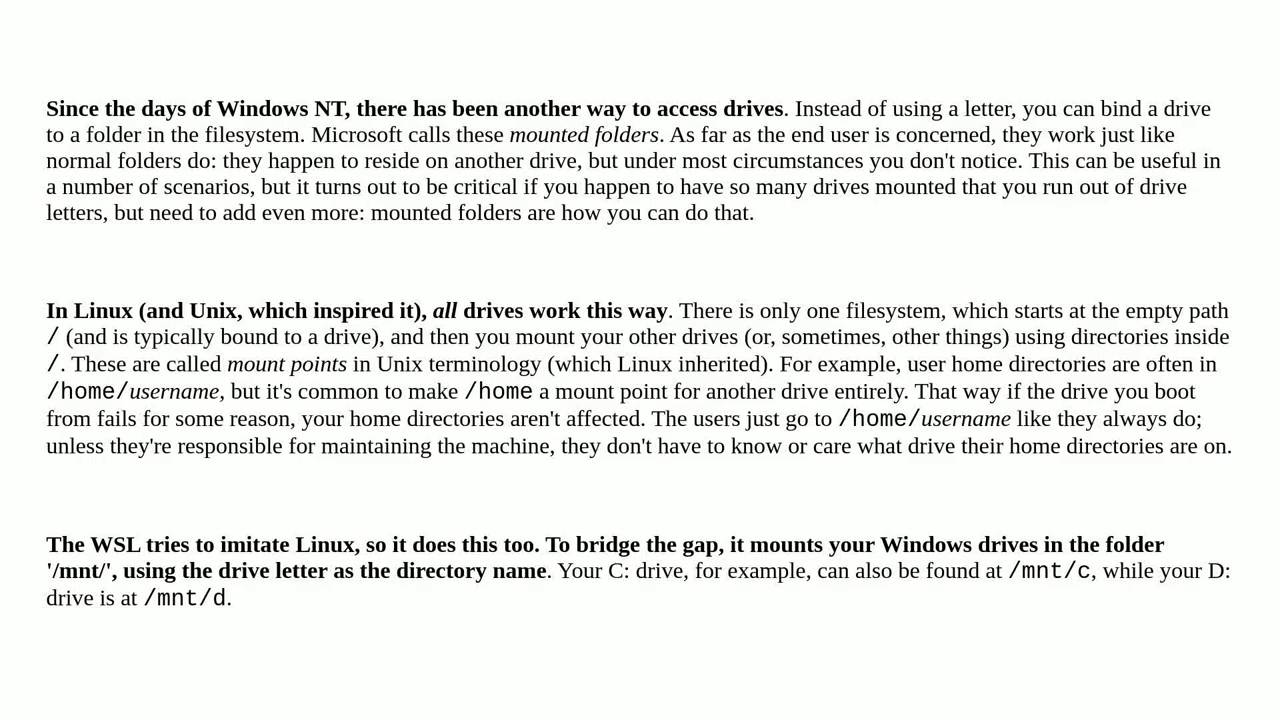 Since the days of Windows NT, there has been another way to access drives. Instead of using a letter, you can bind a drive
to a folder in the filesystem. Microsoft calls these mounted folders. As far as the end user is concerned, they work just like
normal folders do: they happen to reside on another drive, but under most circumstances you don't notice. This can be useful in
a number of scenarios, but it turns out to be critical if you happen to have so many drives mounted that you run out of drive
letters, but need to add even more: mounted folders are how you can do that.
In Linux (and Unix, which inspired it), all drives work this way. There is only one filesystem, which starts at the empty path
/ (and is typically bound to a drive), and then you mount your other drives (or, sometimes, other things) using directories inside
/. These are called mount points in Unix terminology (which Linux inherited). For example, user home directories are often in
/home/username, but it's common to make /home a mount point for another drive entirely. That way if the drive you boot
from fails for some reason, your home directories aren't affected. The users just go to /home/username like they always do;
unless they're responsible for maintaining the machine, they don't have to know or care what drive their home directories are on.
The WSL tries to imitate Linux, so it does this too. To bridge the gap, it mounts your Windows drives in the folder
'/mnt/', using the drive letter as the directory name. Your C: drive, for example, can also be found at /mnt/c, while your D:
drive is at /mnt/d.